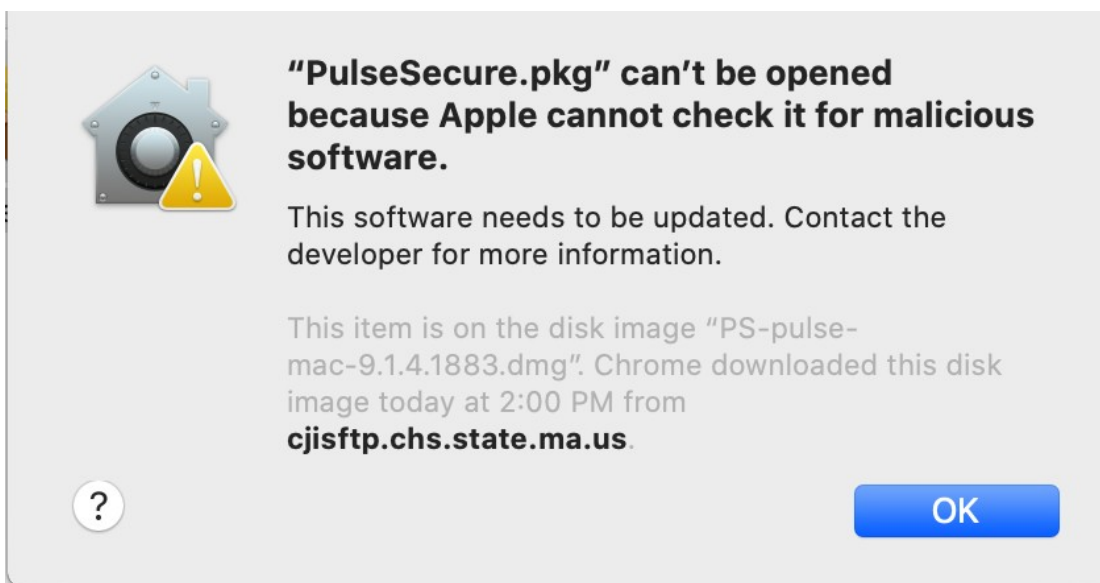 “PulseSecure.pkg” can’t be opened
because Apple cannot check it for malicious
software.
This software needs to be updated. Contact the
developer for more information.
This item is on the disk image “PS-pulse-
mac-9.1.4.1883.dmg”. Chrome downloaded this disk
image today at 2:00 PM from
cjisftp.chs.state.ma.us.
?
OK